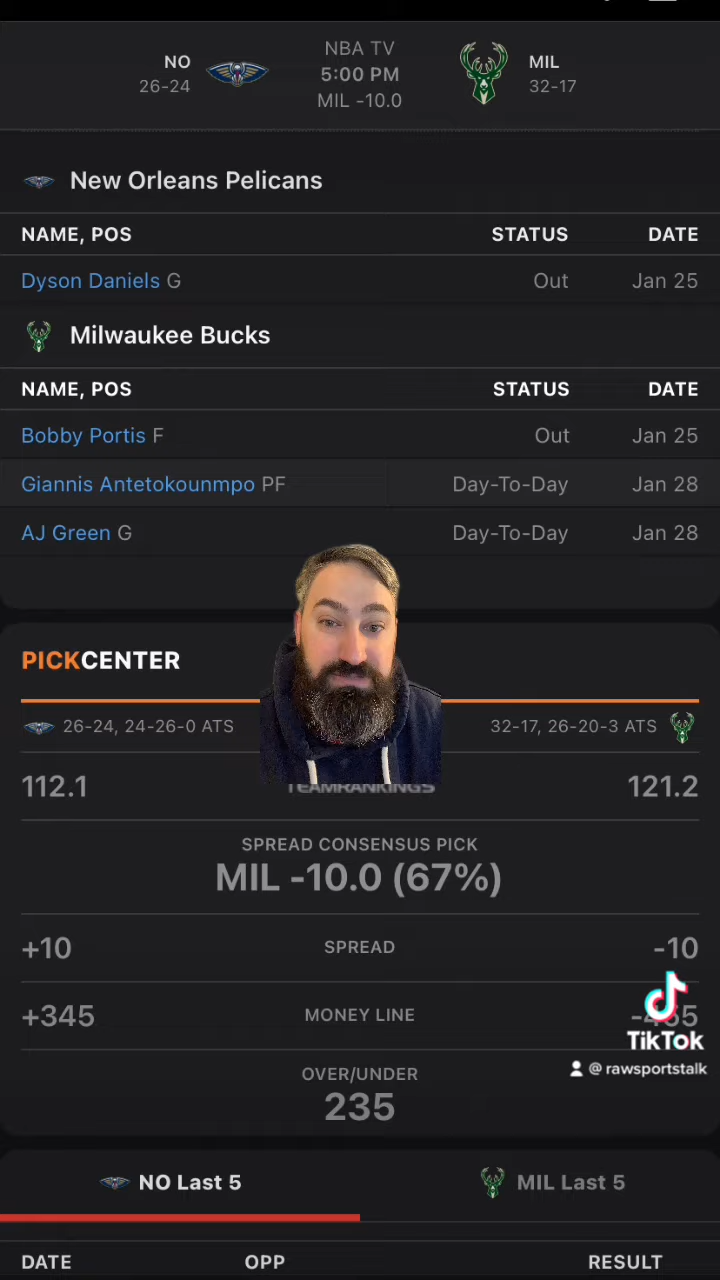 NO
26-24
NBA TV
5:00 PM
MIL -10.0
MIL
32-17
New Orleans Pelicans
NAME, POS STATUS DATE
Dyson Daniels G Out Jan 25
Milwaukee Bucks
NAME, POS STATUS DATE
Bobby Portis F Out Jan 25
Giannis Antetokounmpo PF Day-To-Day Jan 28
AJ Green G Day-To-Day Jan 28
PICKCENTER
26-24, 24-26-0 ATS 32-17, 26-20-3 ATS
112.1 TEAMRANKINGS 121.2
SPREAD CONSENSUS PICK
MIL -10.0 (67%)
+10 SPREAD -10
+345 MONEY LINE
TikTok
@ rawsportstalk
OVER/UNDER
235
NO Last 5 MIL Last 5
DATE OPP RESULT